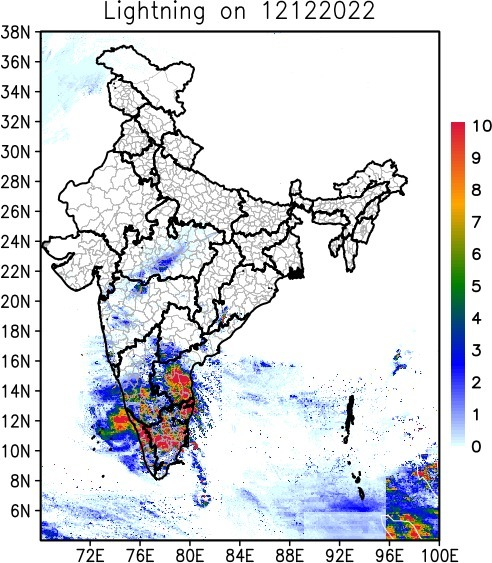 Lightning on 12122022
38N
36N
34N
32N
30N
28N
26N
24N
22N
20N
18N
16N
14N
12N
10N
8N
6N
72E 76E 80E 84E 88E 92E 96E 100E
10
9
8
7
6
5
4
3
2
1
0